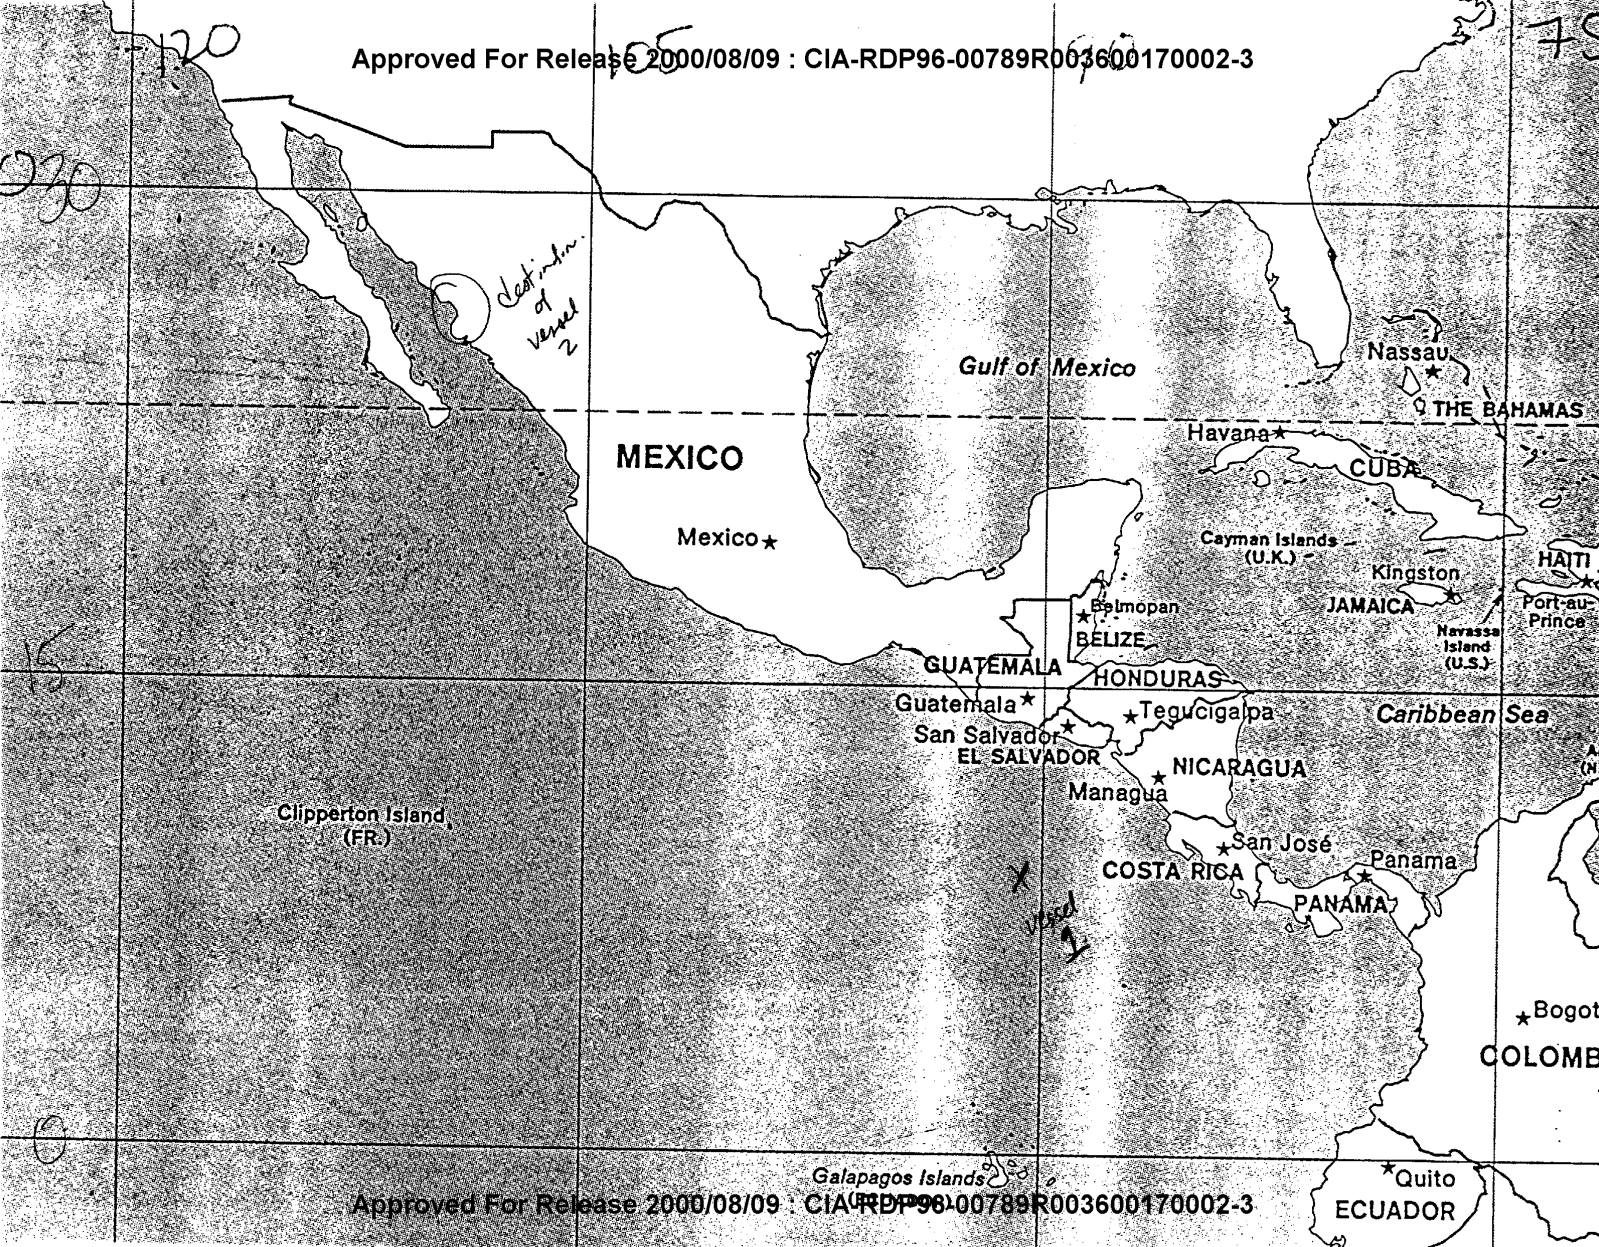 120
105
90
75
Approved For Release 2000/08/09 : CIA-RDP96-00789R003600170002-3
030
destination
of
vessel
2
Gulf of Mexico
Nassau
THE BAHAMAS
Havana
CUBA
MEXICO
Mexico
Cayman Islands
(U.K.)
HAITI
Kingston
JAMAICA
Port-au-
Prince
Navassa
Island
(U.S.)
Belmopan
BELIZE
15
GUATEMALA
HONDURAS
Guatemala
Tegucigalpa
Caribbean Sea
San Salvador
EL SALVADOR
NICARAGUA
Managua
Clipperton Island
(FR.)
San José
COSTA RICA
Panama
PANAMA
X
vessel
1
Bogot
COLOMB
0
Galapagos Islands
Quito
ECUADOR
Approved For Release 2000/08/09 : CIA-RDP96-00789R003600170002-3